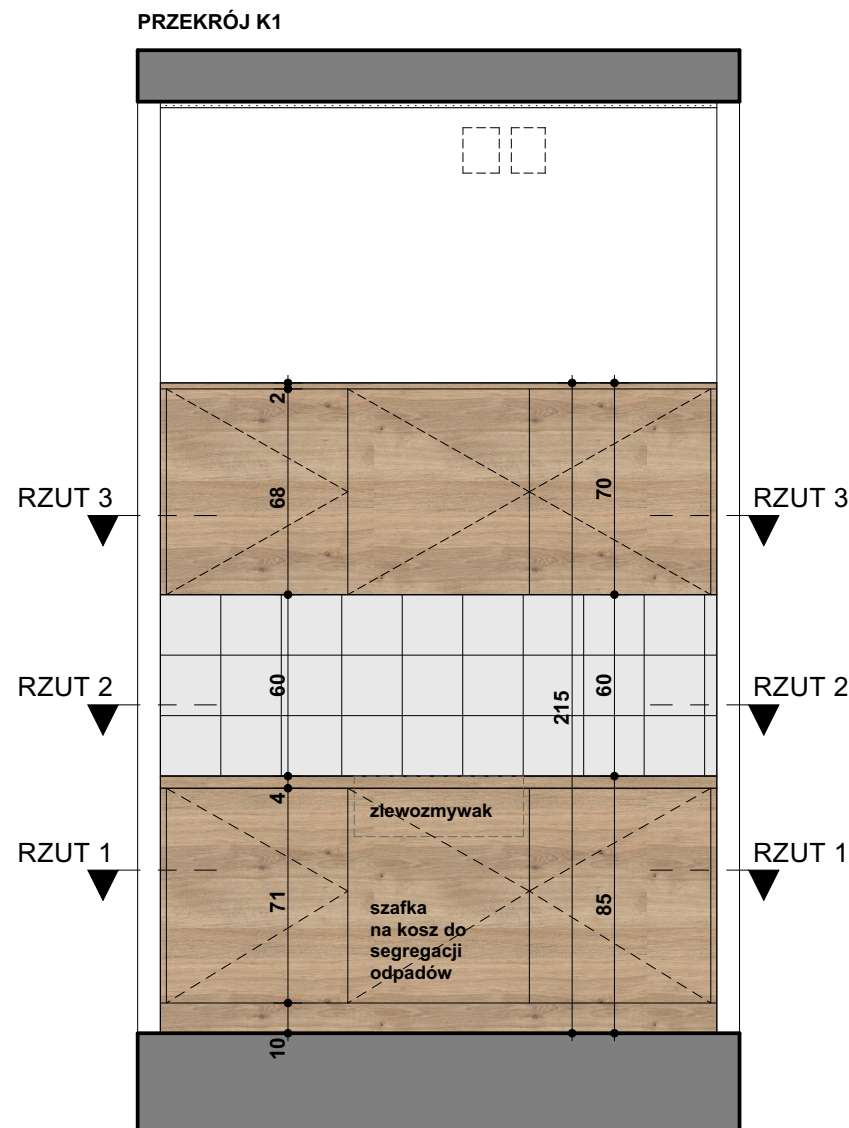 PRZEKRÓJ K1
2
68
70
RZUT 3
RZUT 3
60
60
215
RZUT 2
RZUT 2
4
zlewozmywak
RZUT 1
RZUT 1
71
85
szafka
na kosz do
segregacji
odpadów
10